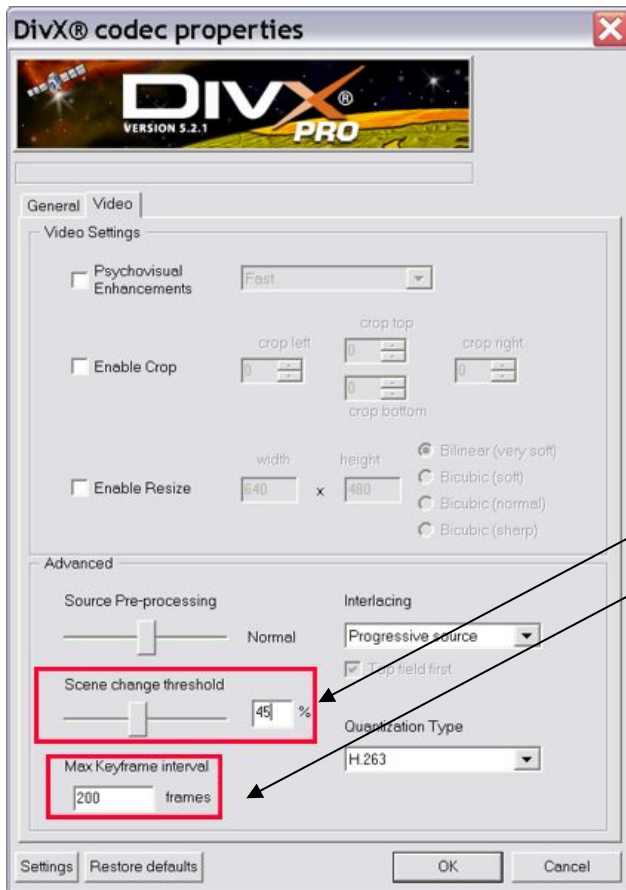 DivX® codec properties
DIVX®
VERSION 5.2.1
PRO
General Video
Video Settings
Psychovisual
Enhancements
Fast
Enable Crop
crop left
crop top
crop right
0
0
0
0
crop bottom
Enable Resize
width
height
640 x 480
Bilinear (very soft)
Bicubic (soft)
Bicubic (normal)
Bicubic (sharp)
Advanced
Source Pre-processing
Normal
Interlacing
Progressive source
Top field first
Scene change threshold
45 %
Quantization Type
H.263
Max Keyframe interval
200 frames
Settings Restore defaults OK Cancel